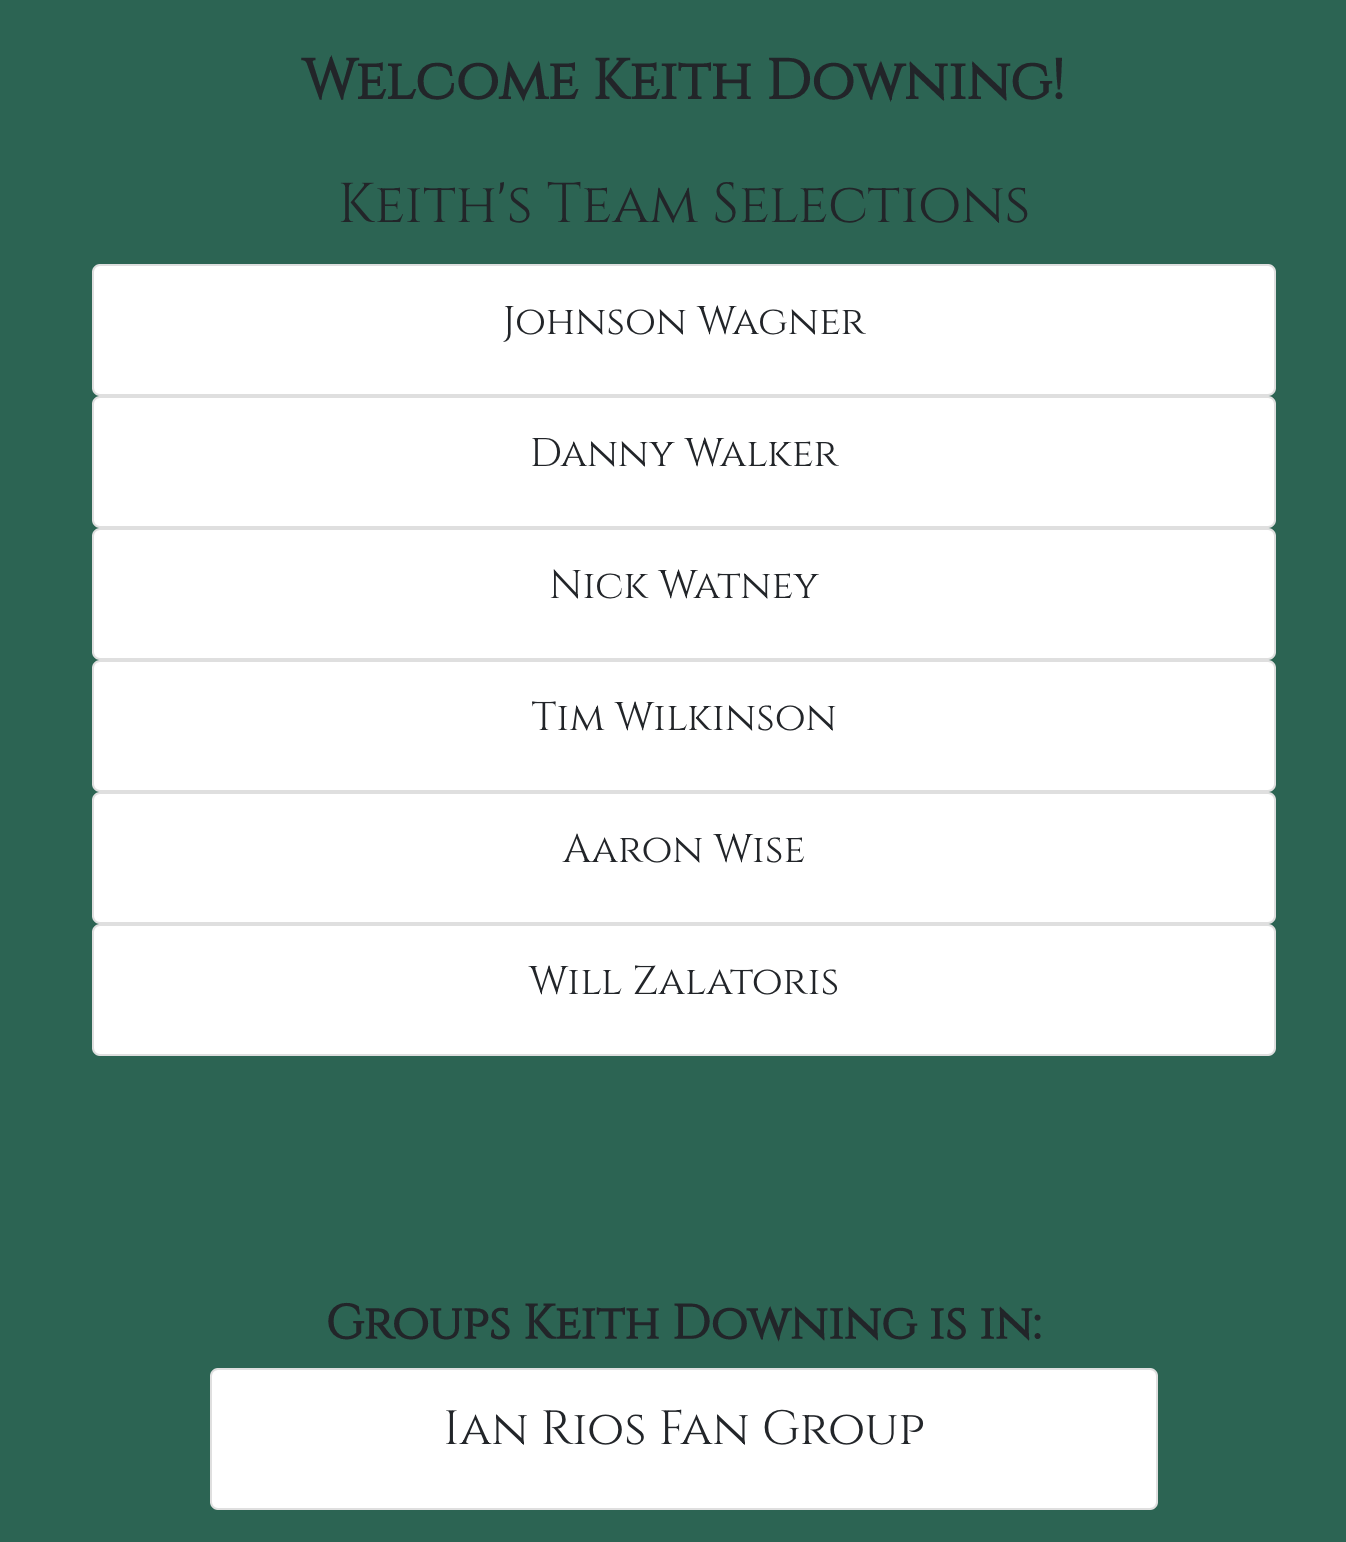 Welcome Keith Downing!
Keith's Team Selections
Johnson Wagner
Danny Walker
Nick Watney
Tim Wilkinson
Aaron Wise
Will Zalatoris
Groups Keith Downing is in:
Ian Rios Fan Group